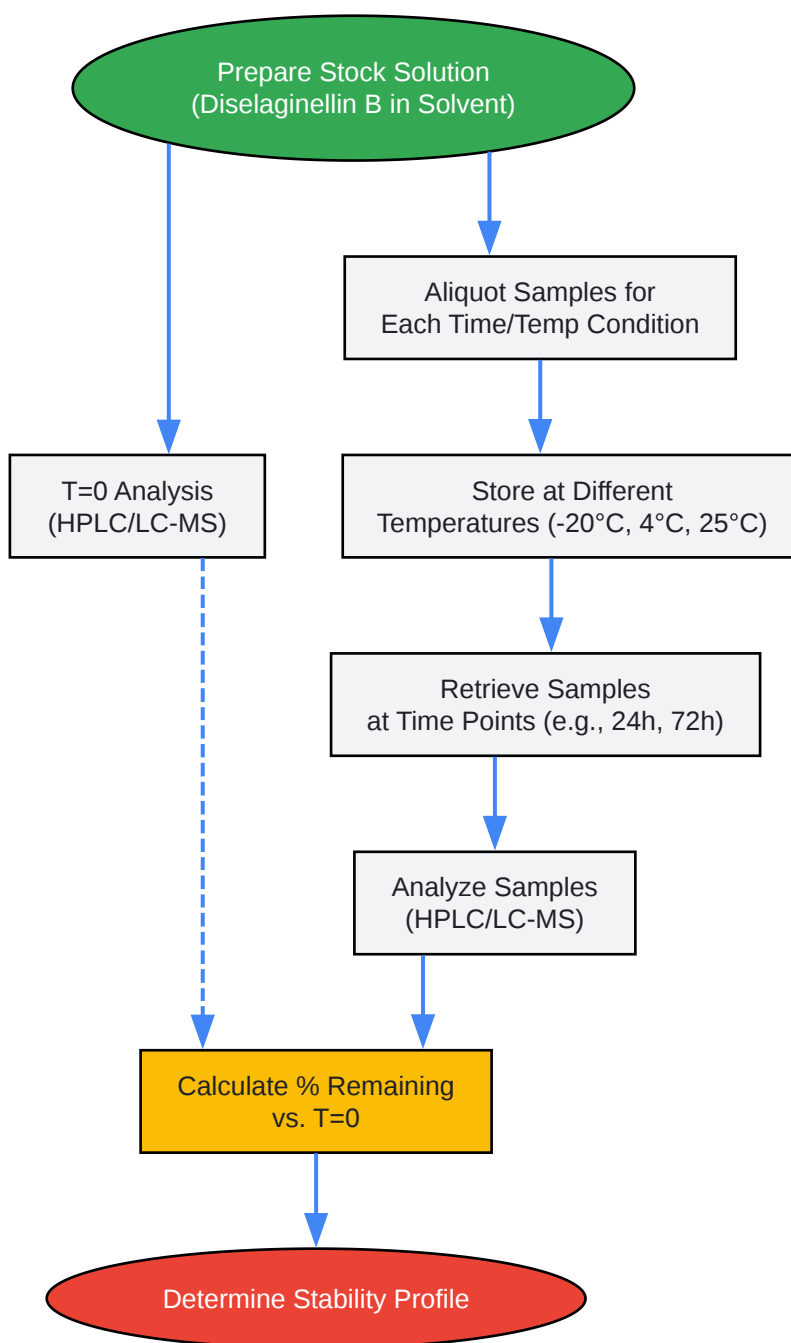 Prepare Stock Solution
(Diselaginellin B in Solvent)
Aliquot Samples for
Each Time/Temp Condition
T=0 Analysis
(HPLC/LC-MS)
Store at Different
Temperatures (-20°C, 4°C, 25°C)
Retrieve Samples
at Time Points (e.g., 24h, 72h)
Analyze Samples
(HPLC/LC-MS)
Calculate % Remaining
vs. T=0
Determine Stability Profile